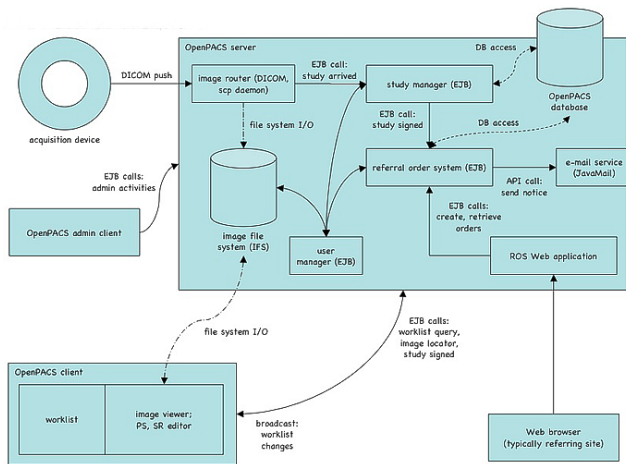 OpenPACS server
DB access
DICOM push
image router (DICOM,
scp daemon)
EJB call:
study arrived
study manager (EJB)
OpenPACS
database
acquisition device
file system I/O
EJB call:
study signed
DB access
EJB calls:
admin activities
referral order system (EJB)
API call:
send notice
e-mail service
(JavaMail)
OpenPACS admin client
image file
system (IFS)
user
manager (EJB)
EJB calls:
create, retrieve
orders
ROS Web application
file system I/O
EJB calls:
worklist query,
image locator,
study signed
OpenPACS client
worklist
image viewer;
PS, SR editor
broadcast:
worklist
changes
Web browser
(typically referring site)